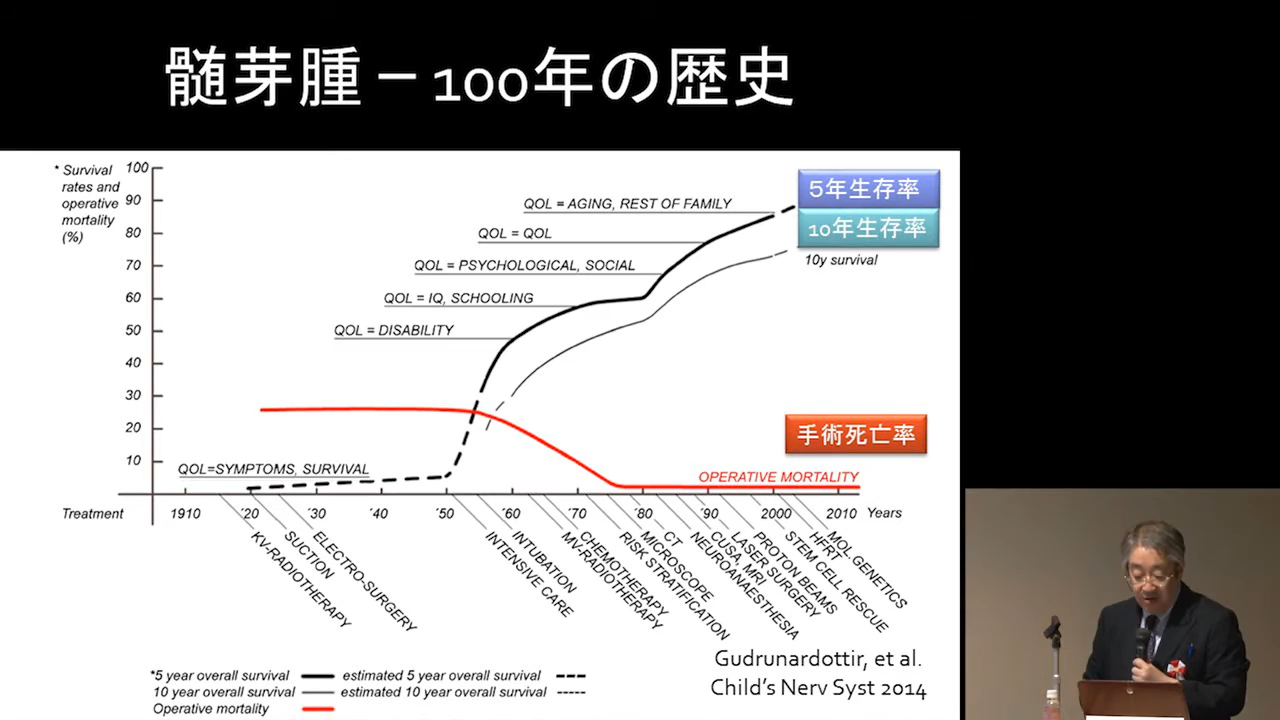 髄芽腫 – 100年の歴史
* Survival
rates and
operative
mortality
(%)
100
90
80
70
60
50
40
30
20
10
QOL = AGING, REST OF FAMILY
QOL = QOL
QOL = PSYCHOLOGICAL, SOCIAL
QOL = IQ, SCHOOLING
QOL = DISABILITY
QOL=SYMPTOMS, SURVIVAL
5年生存率
10年生存率
10y survival
手術死亡率
OPERATIVE MORTALITY
Treatment 1910 '20 '30 '40 '50 '60 '70 '80 '90 2000 2010 Years
KV-RADIOTHERAPY
SUCTION
ELECTRO-SURGERY
INTENSIVE CARE
INTUBATION
MV-RADIOTHERAPY
CHEMOTHERAPY
RISK STRATIFICATION
MICROSCOPE
CT
NEUROANAESTHESIA
CUSA, MRI
LASER SURGERY
PROTON BEAMS
STEM CELL RESCUE
HFRT
MOL.GENETICS
*5 year overall survival estimated 5 year overall survival
10 year overall survival estimated 10 year overall survival
Operative mortality
Gudrunardottir, et al.
Child's Nerv Syst 2014